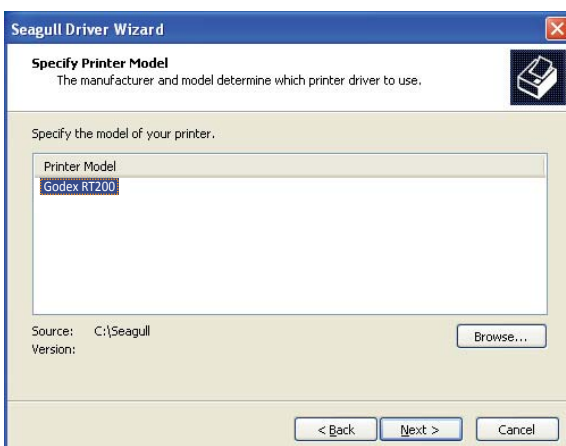 Seagull Driver Wizard
Specify Printer Model
The manufacturer and model determine which printer driver to use.
Specify the model of your printer.
Printer Model
Godex RT200
Source: C:\Seagull
Browse...
Version:
< Back Next > Cancel